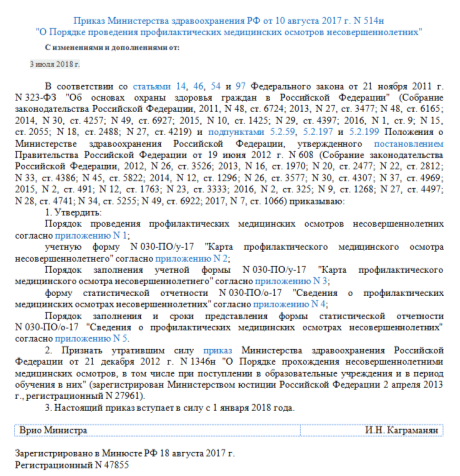 Приказ Министерства здравоохранения РФ от 10 августа 2017 г. N 514н
"О Порядке проведения профилактических медицинских осмотров несовершеннолетних"
С изменениями и дополнениями от:
3 июля 2018 г.
В соответствии со статьями 14, 46, 54 и 97 Федерального закона от 21 ноября 2011 г.
N 323-ФЗ "Об основах охраны здоровья граждан в Российской Федерации" (Собрание
законодательства Российской Федерации, 2011, N 48, ст. 6724; 2013, N 27, ст. 3477; N 48, ст. 6165;
2014, N 30, ст. 4257; N 49, ст. 6927; 2015, N 10, ст. 1425; N 29, ст. 4397; 2016, N 1, ст. 9; N 15,
ст. 2055; N 18, ст. 2488; N 27, ст. 4219) и подпунктами 5.2.59, 5.2.197 и 5.2.199 Положения о
Министерстве здравоохранения Российской Федерации, утвержденного постановлением
Правительства Российской Федерации от 19 июня 2012 г. N 608 (Собрание законодательства
Российской Федерации, 2012, N 26, ст. 3526; 2013, N 16, ст. 1970; N 20, ст. 2477; N 22, ст. 2812;
N 33, ст. 4386; N 45, ст. 5822; 2014, N 12, ст. 1296; N 26, ст. 3577; N 30, ст. 4307; N 37, ст. 4969;
2015, N 2, ст. 491; N 12, ст. 1763; N 23, ст. 3333; 2016, N 2, ст. 325; N 9, ст. 1268; N 27, ст. 4497;
N 28, ст. 4741; N 34, ст. 5255; N 49, ст. 6922; 2017, N 7, ст. 1066) приказываю:
1. Утвердить:
Порядок проведения профилактических медицинских осмотров несовершеннолетних
согласно приложению N 1;
учетную форму N 030-ПО/у-17 "Карта профилактического медицинского осмотра
несовершеннолетнего" согласно приложению N 2;
Порядок заполнения учетной формы N 030-ПО/у-17 "Карта профилактического
медицинского осмотра несовершеннолетнего" согласно приложению N 3;
форму статистической отчетности N 030-ПО/о-17 "Сведения о профилактических
медицинских осмотрах несовершеннолетних" согласно приложению N 4;
Порядок заполнения и сроки представления формы статистической отчетности
N 030-ПО/о-17 "Сведения о профилактических медицинских осмотрах несовершеннолетних"
согласно приложению N 5.
2. Признать утратившим силу приказ Министерства здравоохранения Российской
Федерации от 21 декабря 2012 г. N 1346н "О Порядке прохождения несовершеннолетними
медицинских осмотров, в том числе при поступлении в образовательные учреждения и в период
обучения в них" (зарегистрирован Министерством юстиции Российской Федерации 2 апреля 2013
г., регистрационный N 27961).
3. Настоящий приказ вступает в силу с 1 января 2018 года.
Врио Министра И.Н. Каграманян
Зарегистрировано в Минюсте РФ 18 августа 2017 г.
Регистрационный N 47855